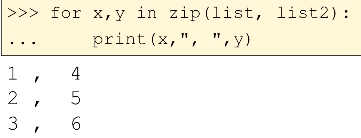 >>> for x,y in zip(list, list2):
...     print(x,", ",y)
1 ,  4
2 ,  5
3 ,  6